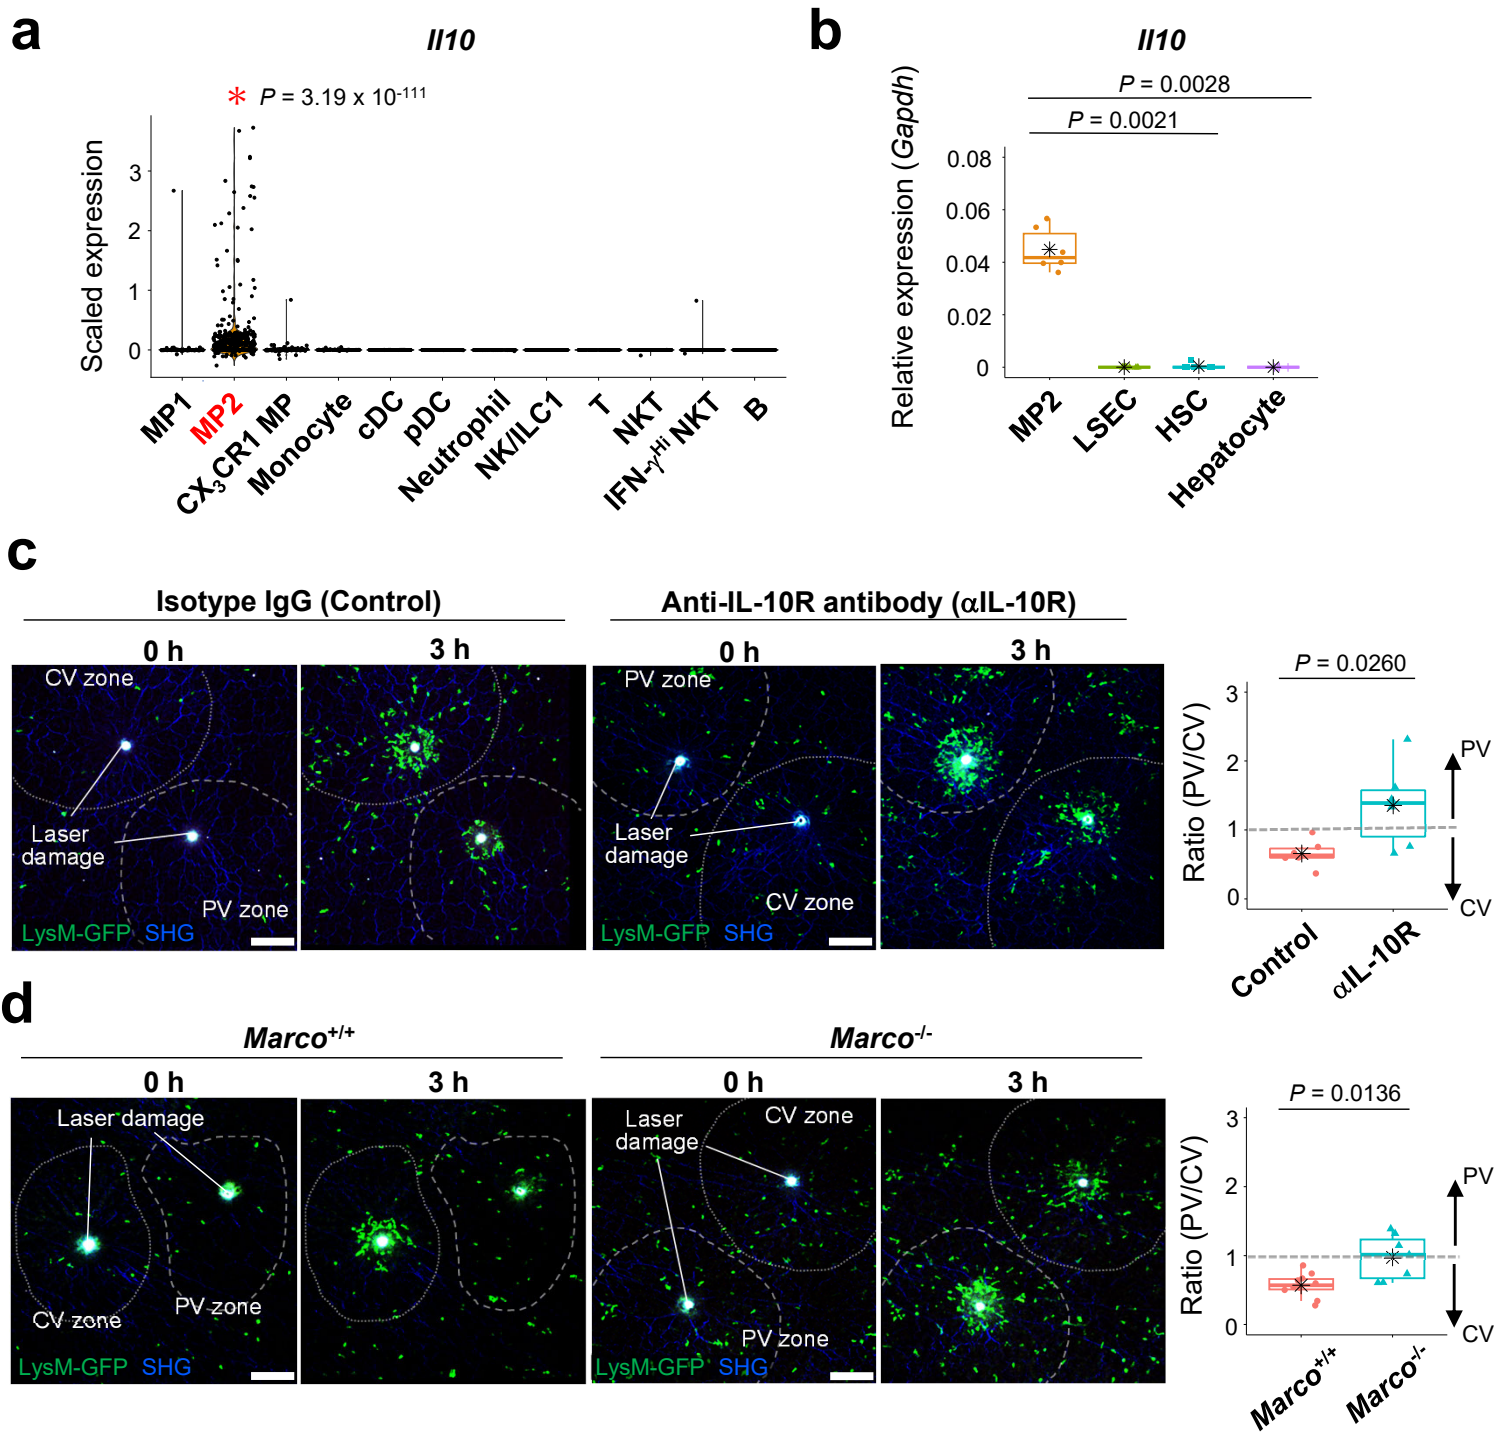 a
Il10
* P = 3.19 x 10-111
Scaled expression
3
2
1
0
MP1
MP2
CX3CR1 MP
Monocyte
cDC
pDC
Neutrophil
NK/ILC1
T
NKT
IFN-γHi NKT
B
b
Il10
P = 0.0028
P = 0.0021
Relative expression (Gapdh)
0.08
0.06
0.04
0.02
0
MP2
LSEC
HSC
Hepatocyte
c
Isotype IgG (Control)
Anti-IL-10R antibody (αIL-10R)
0 h
3 h
0 h
3 h
CV zone
Laser
damage
PV zone
LysM-GFP SHG
PV zone
Laser
damage
CV zone
LysM-GFP SHG
P = 0.0260
Ratio (PV/CV)
3
2
1
0
PV
CV
Control
αIL-10R
d
Marco+/+
Marco-/-
0 h
3 h
0 h
3 h
Laser damage
CV zone
PV zone
LysM-GFP SHG
Laser
damage
CV zone
PV zone
LysM-GFP SHG
P = 0.0136
Ratio (PV/CV)
3
2
1
0
PV
CV
Marco+/+
Marco-/-